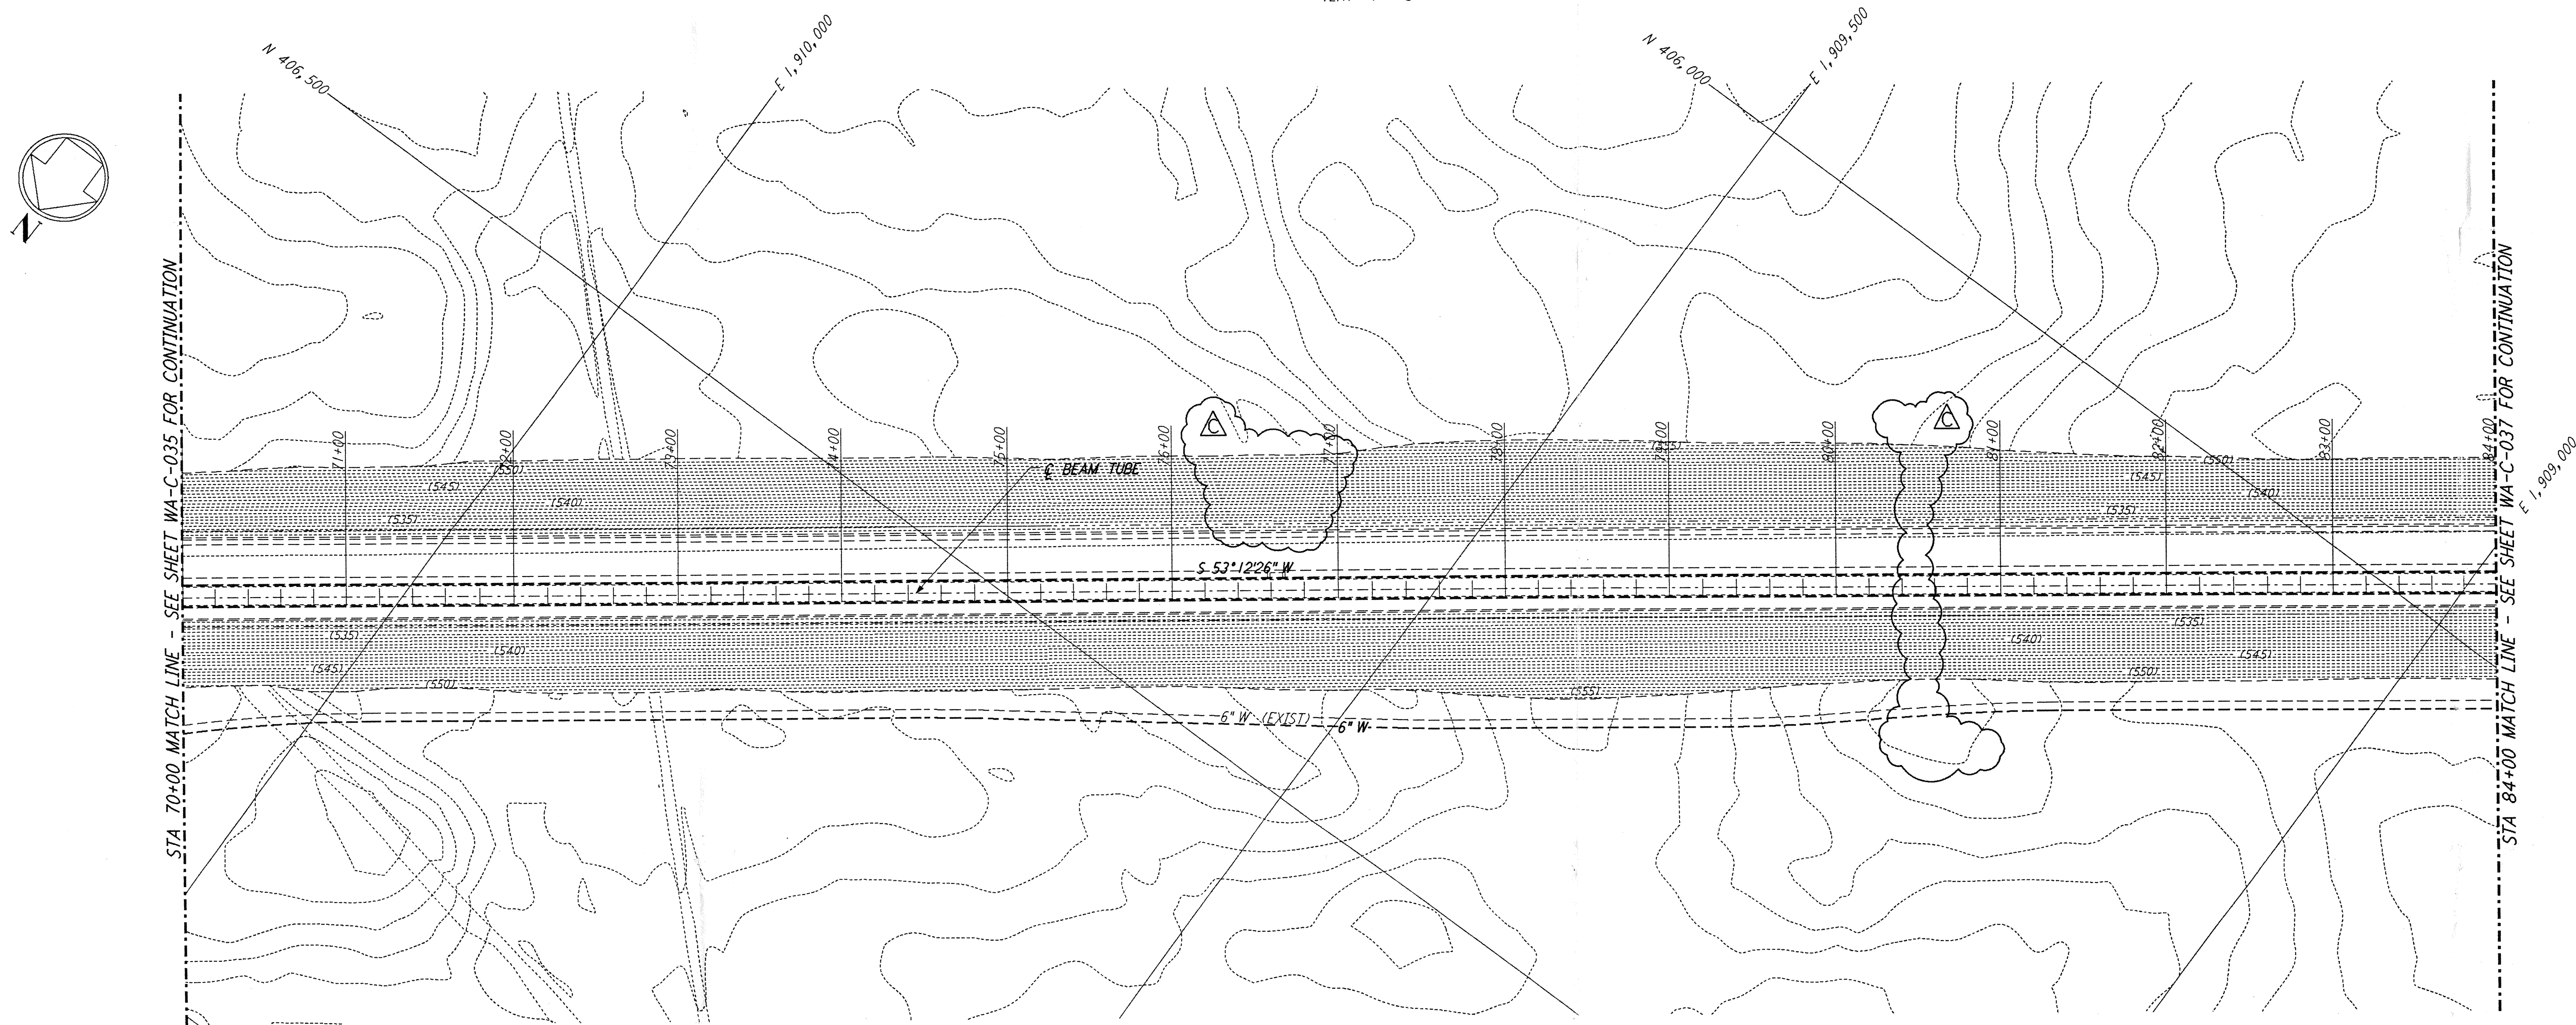 N 406,500
E 1,910,000
N 406,000
E 1,909,500
N
STA 70+00 MATCH LINE - SEE SHEET WA-C-035 FOR CONTINUATION
STA 84+00 MATCH LINE - SEE SHEET WA-C-037 FOR CONTINUATION
E 1,909,000
C
C
71+00
72+00
73+00
74+00
75+00
76+00
77+00
78+00
79+00
80+00
81+00
82+00
83+00
84+00
(550)
(555)
(550)
℄ BEAM TUBE
(545)
(540)
(535)
(545)
(540)
(535)
S 53°12'26" W
(535)
(540)
(545)
(550)
(555)
(535)
(540)
(545)
(550)
6" W (EXIST)
6" W